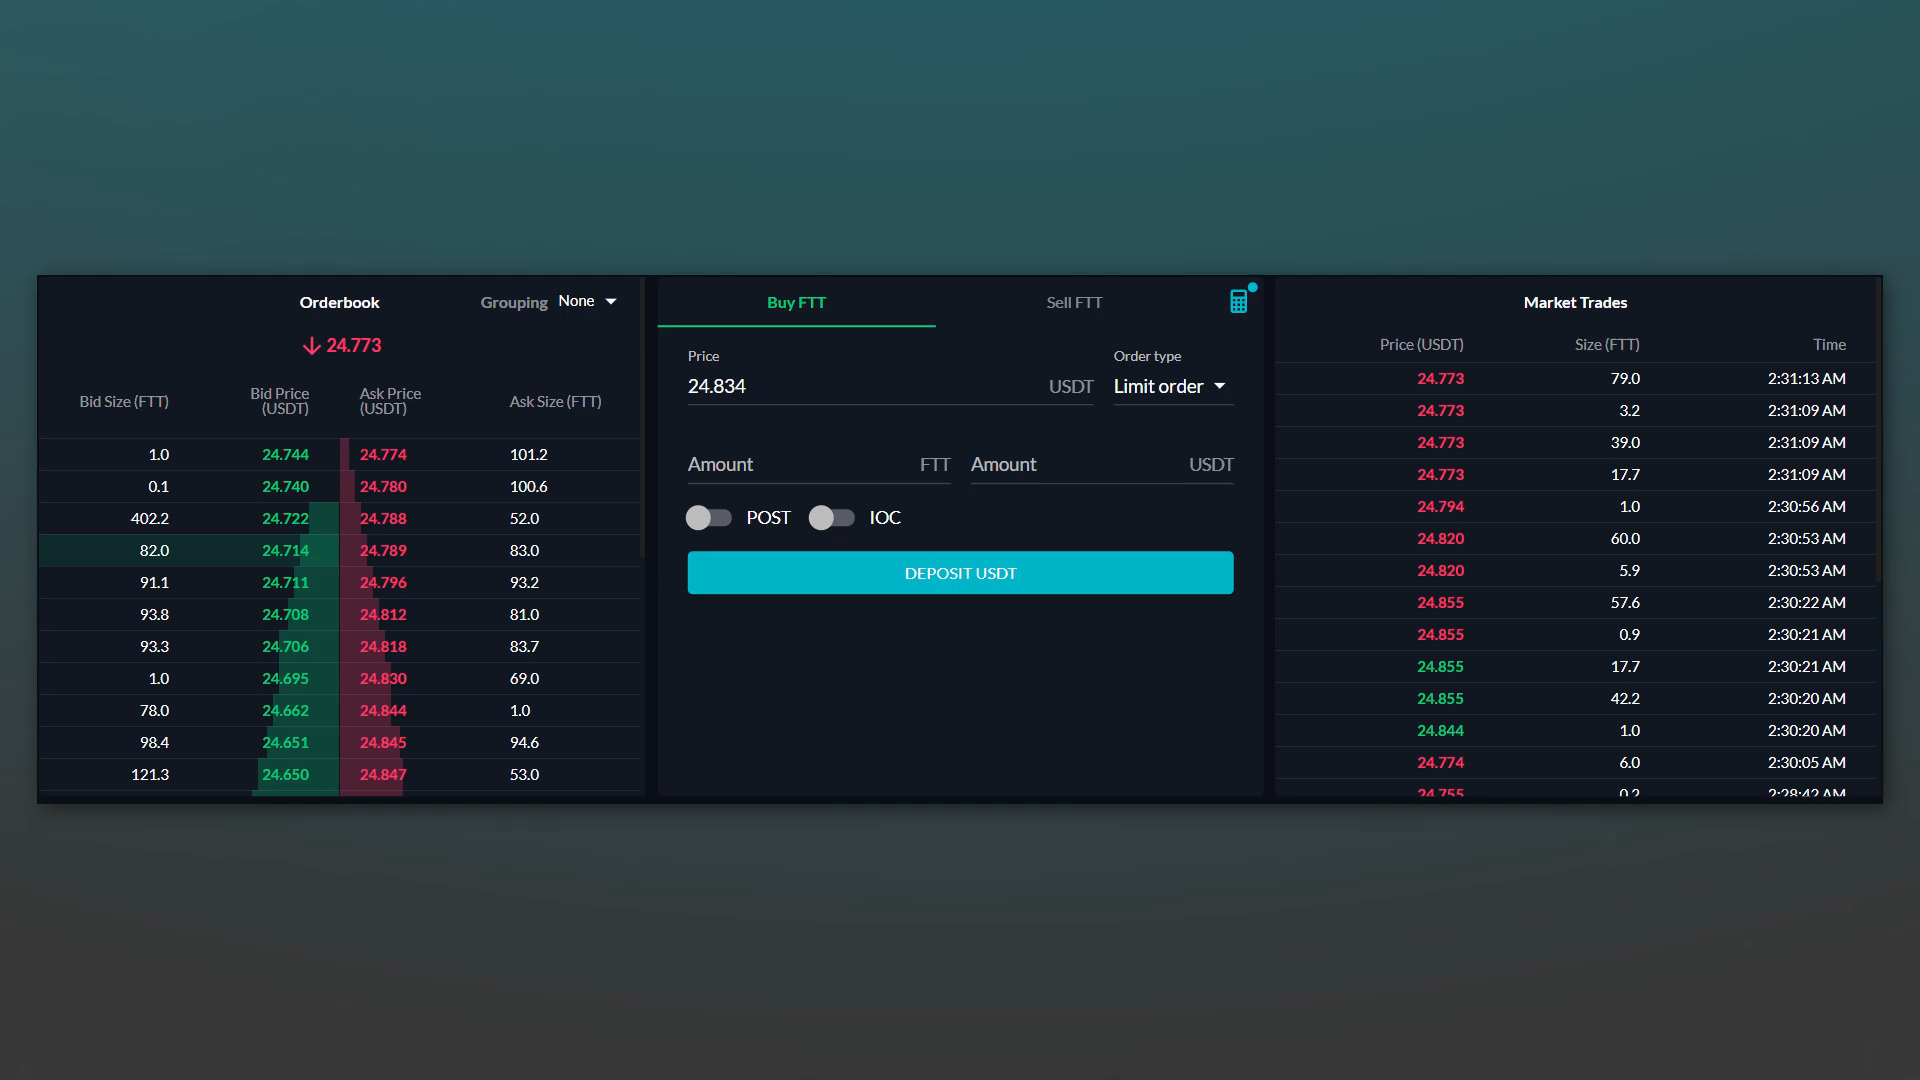 Orderbook
Grouping None
24.773
Bid Size (FTT) Bid Price (USDT) Ask Price (USDT) Ask Size (FTT)
1.0 24.744 24.774 101.2
0.1 24.740 24.780 100.6
402.2 24.722 24.788 52.0
82.0 24.714 24.789 83.0
91.1 24.711 24.796 93.2
93.8 24.708 24.812 81.0
93.3 24.706 24.818 83.7
1.0 24.695 24.830 69.0
78.0 24.662 24.844 1.0
98.4 24.651 24.845 94.6
121.3 24.650 24.847 53.0
Buy FTT
Sell FTT
Price
24.834 USDT
Order type
Limit order
Amount FTT
Amount USDT
POST
IOC
DEPOSIT USDT
Market Trades
Price (USDT) Size (FTT) Time
24.773 79.0 2:31:13 AM
24.773 3.2 2:31:09 AM
24.773 39.0 2:31:09 AM
24.773 17.7 2:31:09 AM
24.794 1.0 2:30:56 AM
24.820 60.0 2:30:53 AM
24.820 5.9 2:30:53 AM
24.855 57.6 2:30:22 AM
24.855 0.9 2:30:21 AM
24.855 17.7 2:30:21 AM
24.855 42.2 2:30:20 AM
24.844 1.0 2:30:20 AM
24.774 6.0 2:30:05 AM
24.755 0.2 2:28:42 AM